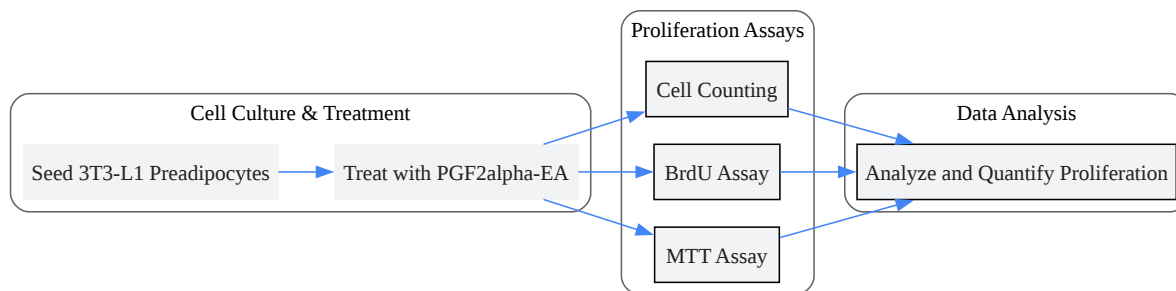 Cell Culture & Treatment
Seed 3T3-L1 Preadipocytes
Treat with PGF2alpha-EA
Proliferation Assays
Cell Counting
BrdU Assay
MTT Assay
Data Analysis
Analyze and Quantify Proliferation